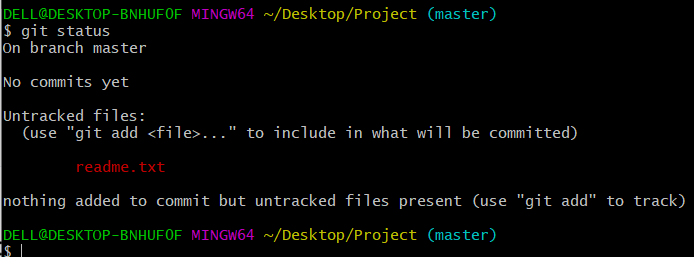 DELL@DESKTOP-BNHUF0F MINGW64 ~/Desktop/Project (master)
$ git status
On branch master
No commits yet
Untracked files:
(use "git add <file>..." to include in what will be committed)
readme.txt
nothing added to commit but untracked files present (use "git add" to track)
DELL@DESKTOP-BNHUF0F MINGW64 ~/Desktop/Project (master)
$